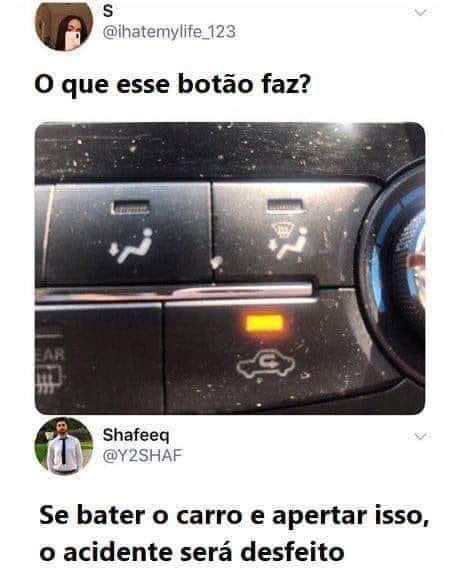 S
@ihatemylife_123
O que esse botão faz?
EAR
Shafeeq
@Y2SHAF
Se bater o carro e apertar isso,
o acidente será desfeito